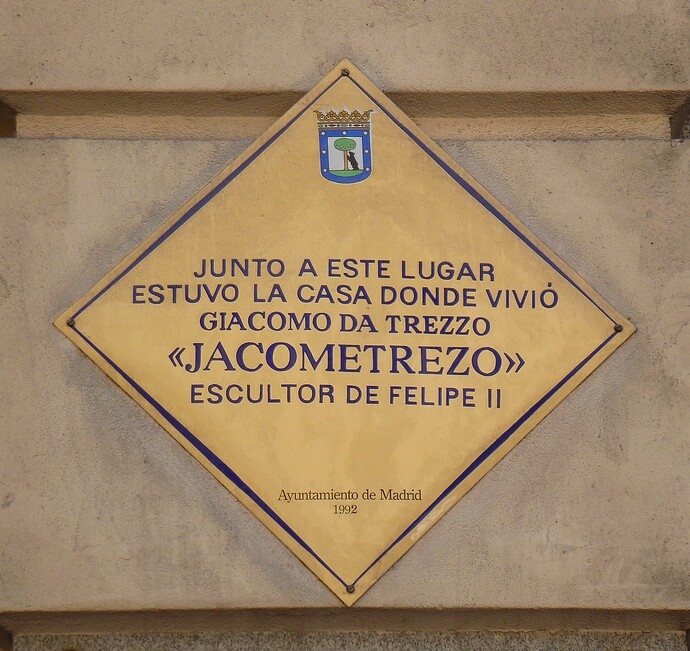 JUNTO A ESTE LUGAR
ESTUVO LA CASA DONDE VIVIÓ
GIACOMO DA TREZZO
«JACOMETREZO»
ESCULTOR DE FELIPE II
Ayuntamiento de Madrid
1992